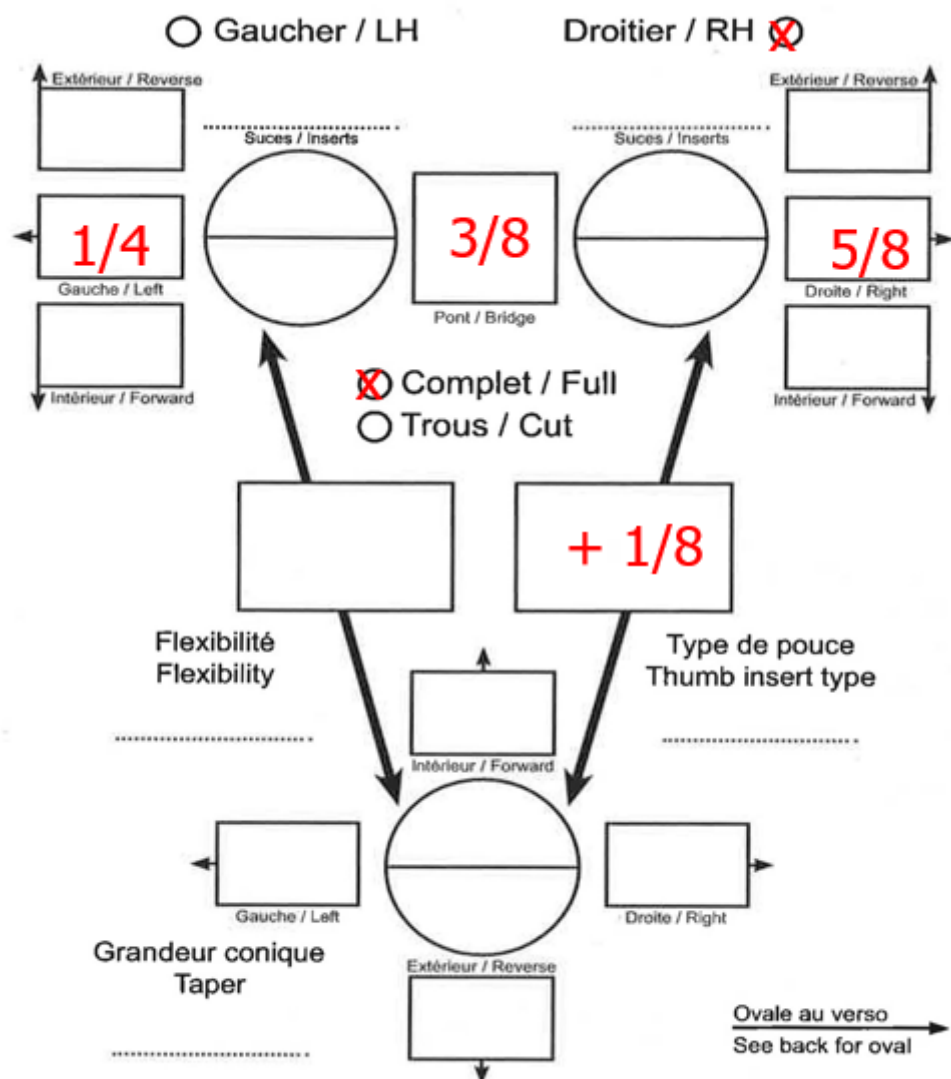 Gaucher / LH
Droitier / RH X
Extérieur / Reverse
Extérieur / Reverse
Suces / Inserts
Suces / Inserts
1/4
3/8
5/8
Gauche / Left
Droite / Right
Pont / Bridge
X Complet / Full
Intérieur / Forward
Intérieur / Forward
Trous / Cut
+ 1/8
Flexibilité
Flexibility
Type de pouce
Thumb insert type
Intérieur / Forward
Gauche / Left
Droite / Right
Grandeur conique
Taper
Extérieur / Reverse
Ovale au verso
See back for oval